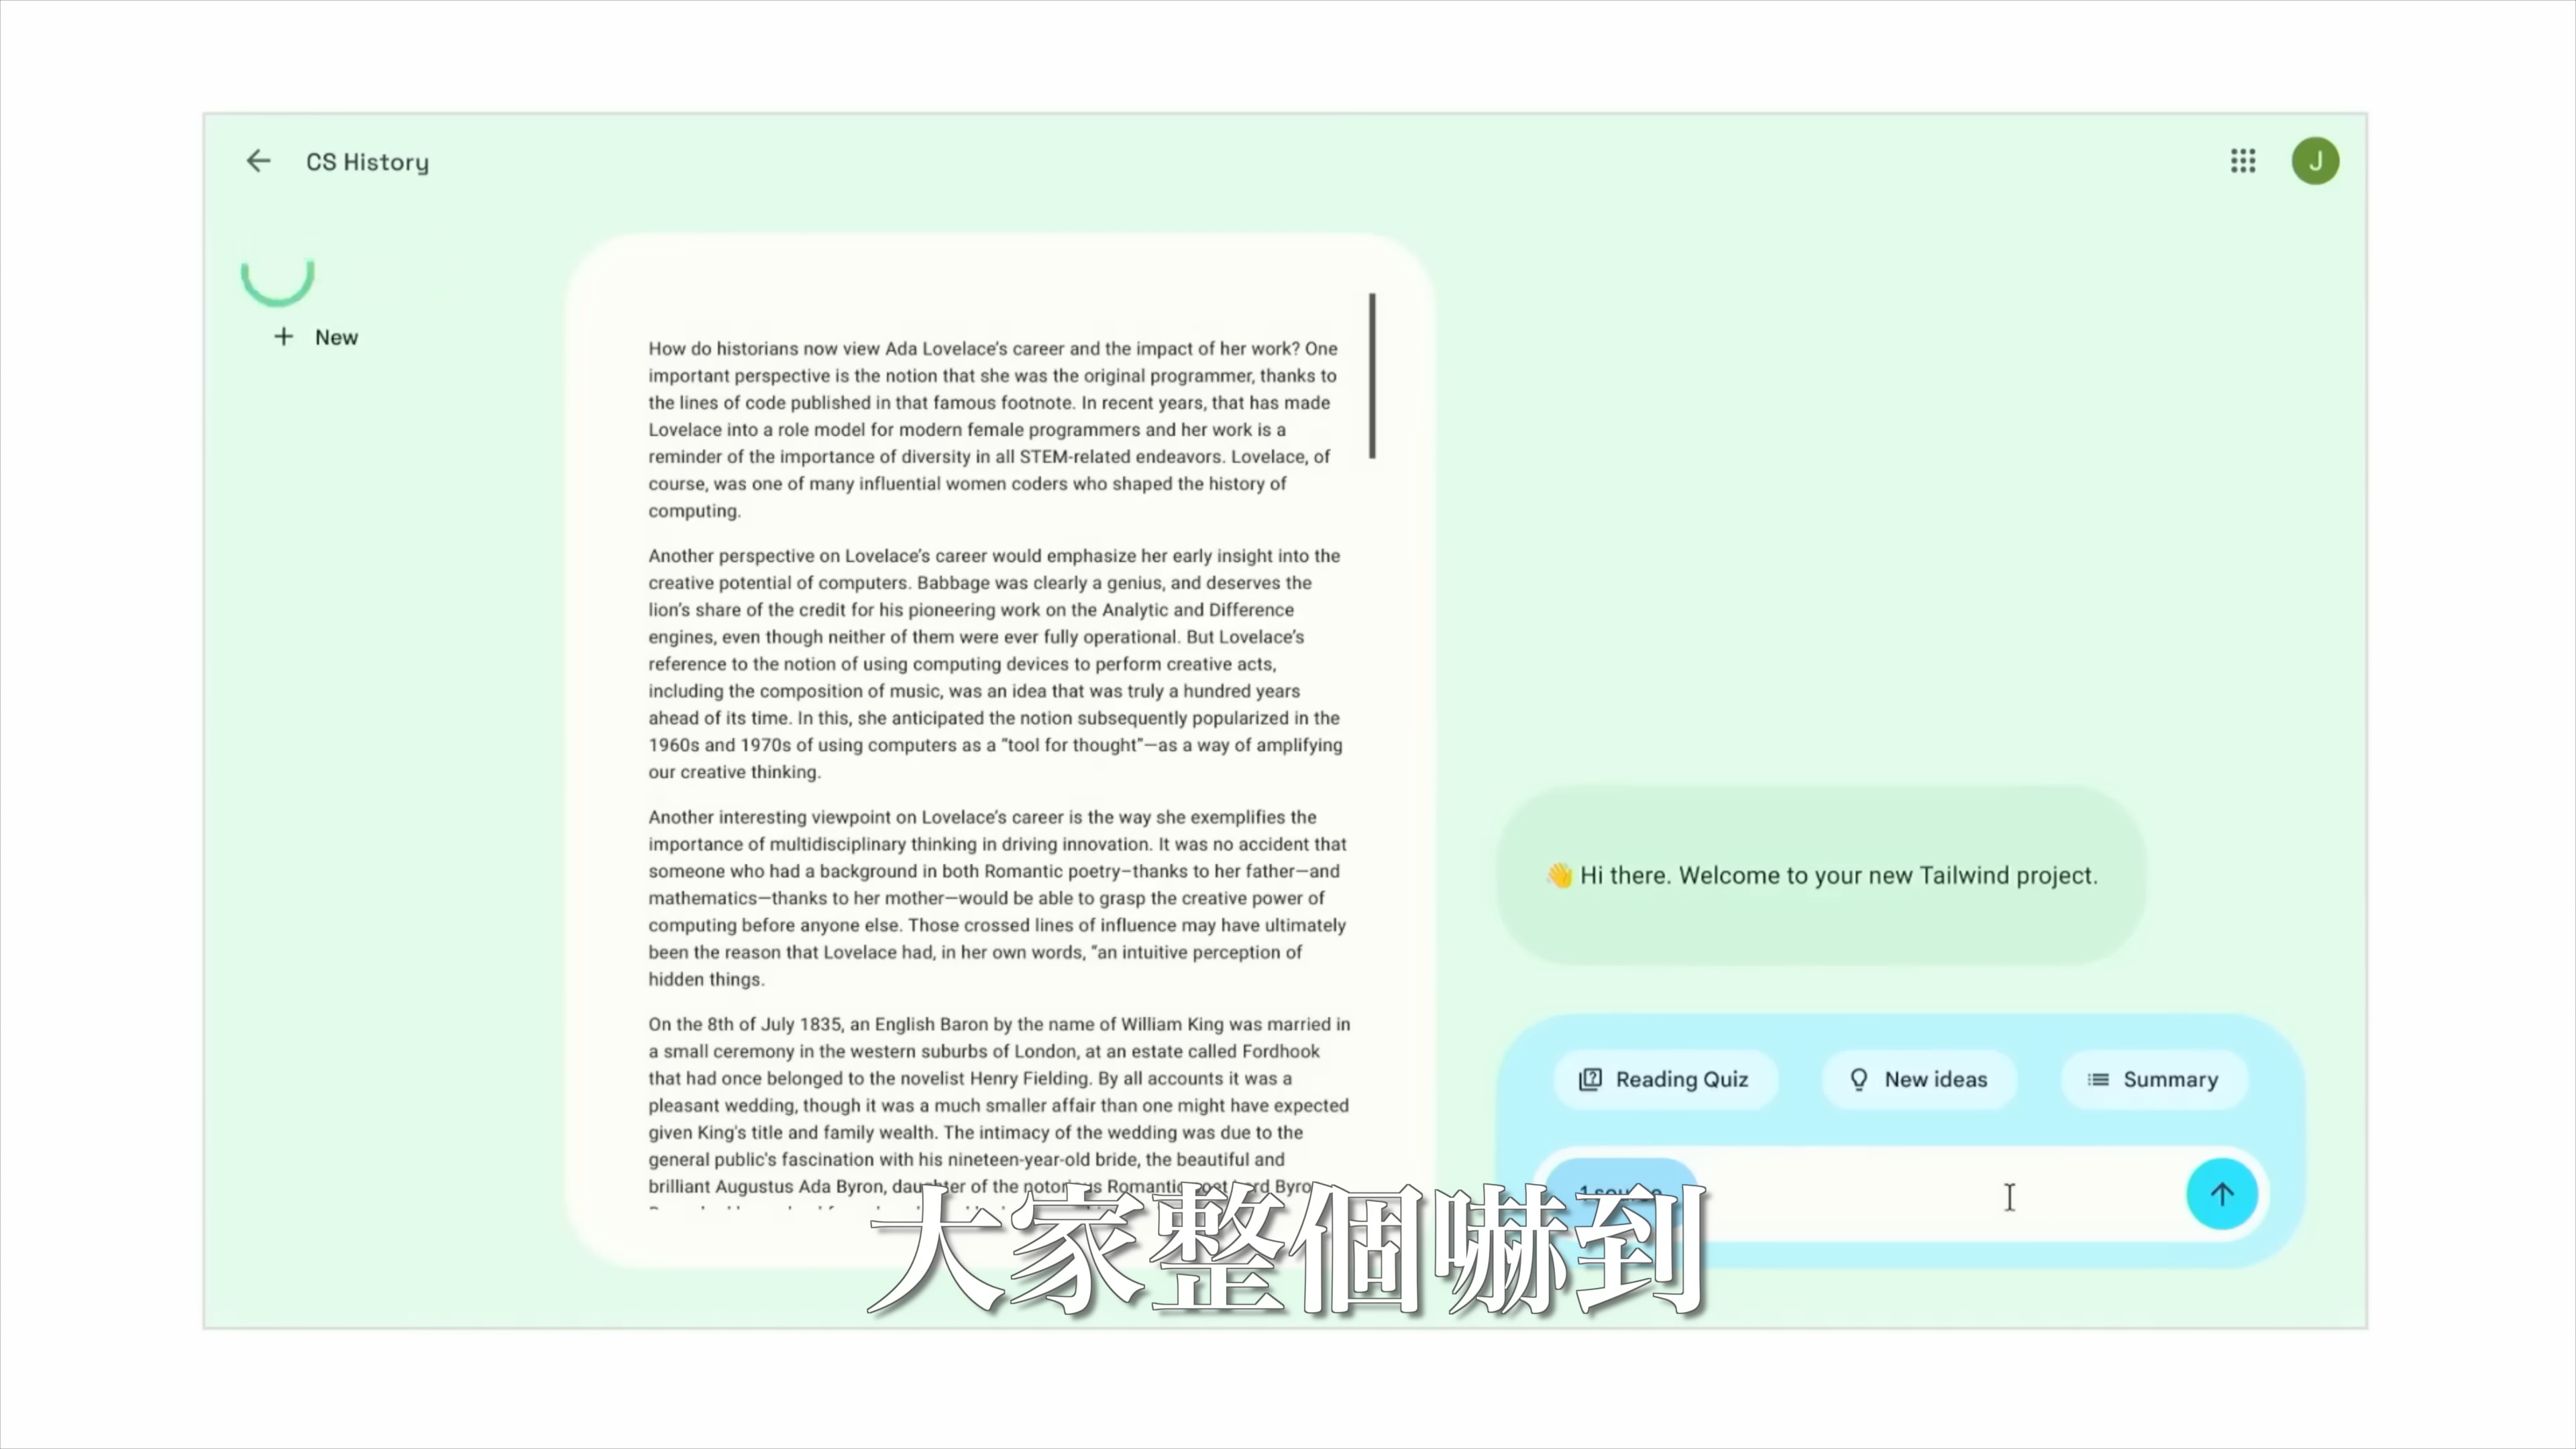 CS History
J
New
How do historians now view Ada Lovelace's career and the impact of her work? One
important perspective is the notion that she was the original programmer, thanks to
the lines of code published in that famous footnote. In recent years, that has made
Lovelace into a role model for modern female programmers and her work is a
reminder of the importance of diversity in all STEM-related endeavors. Lovelace, of
course, was one of many influential women coders who shaped the history of
computing.
Another perspective on Lovelace's career would emphasize her early insight into the
creative potential of computers. Babbage was clearly a genius, and deserves the
lion's share of the credit for his pioneering work on the Analytic and Difference
engines, even though neither of them were ever fully operational. But Lovelace's
reference to the notion of using computing devices to perform creative acts,
including the composition of music, was an idea that was truly a hundred years
ahead of its time. In this, she anticipated the notion subsequently popularized in the
1960s and 1970s of using computers as a "tool for thought"—as a way of amplifying
our creative thinking.
Another interesting viewpoint on Lovelace's career is the way she exemplifies the
importance of multidisciplinary thinking in driving innovation. It was no accident that
someone who had a background in both Romantic poetry–thanks to her father—and
mathematics—thanks to her mother—would be able to grasp the creative power of
computing before anyone else. Those crossed lines of influence may have ultimately
been the reason that Lovelace had, in her own words, "an intuitive perception of
hidden things.
On the 8th of July 1835, an English Baron by the name of William King was married in
a small ceremony in the western suburbs of London, at an estate called Fordhook
that had once belonged to the novelist Henry Fielding. By all accounts it was a
pleasant wedding, though it was a much smaller affair than one might have expected
given King's title and family wealth. The intimacy of the wedding was due to the
general public's fascination with his nineteen-year-old bride, the beautiful and
brilliant Augustus Ada Byron, daughter of the notorious Romantic poet Lord Byro
👋 Hi there. Welcome to your new Tailwind project.
Reading Quiz
New ideas
Summary
1 source
大家整個嚇到